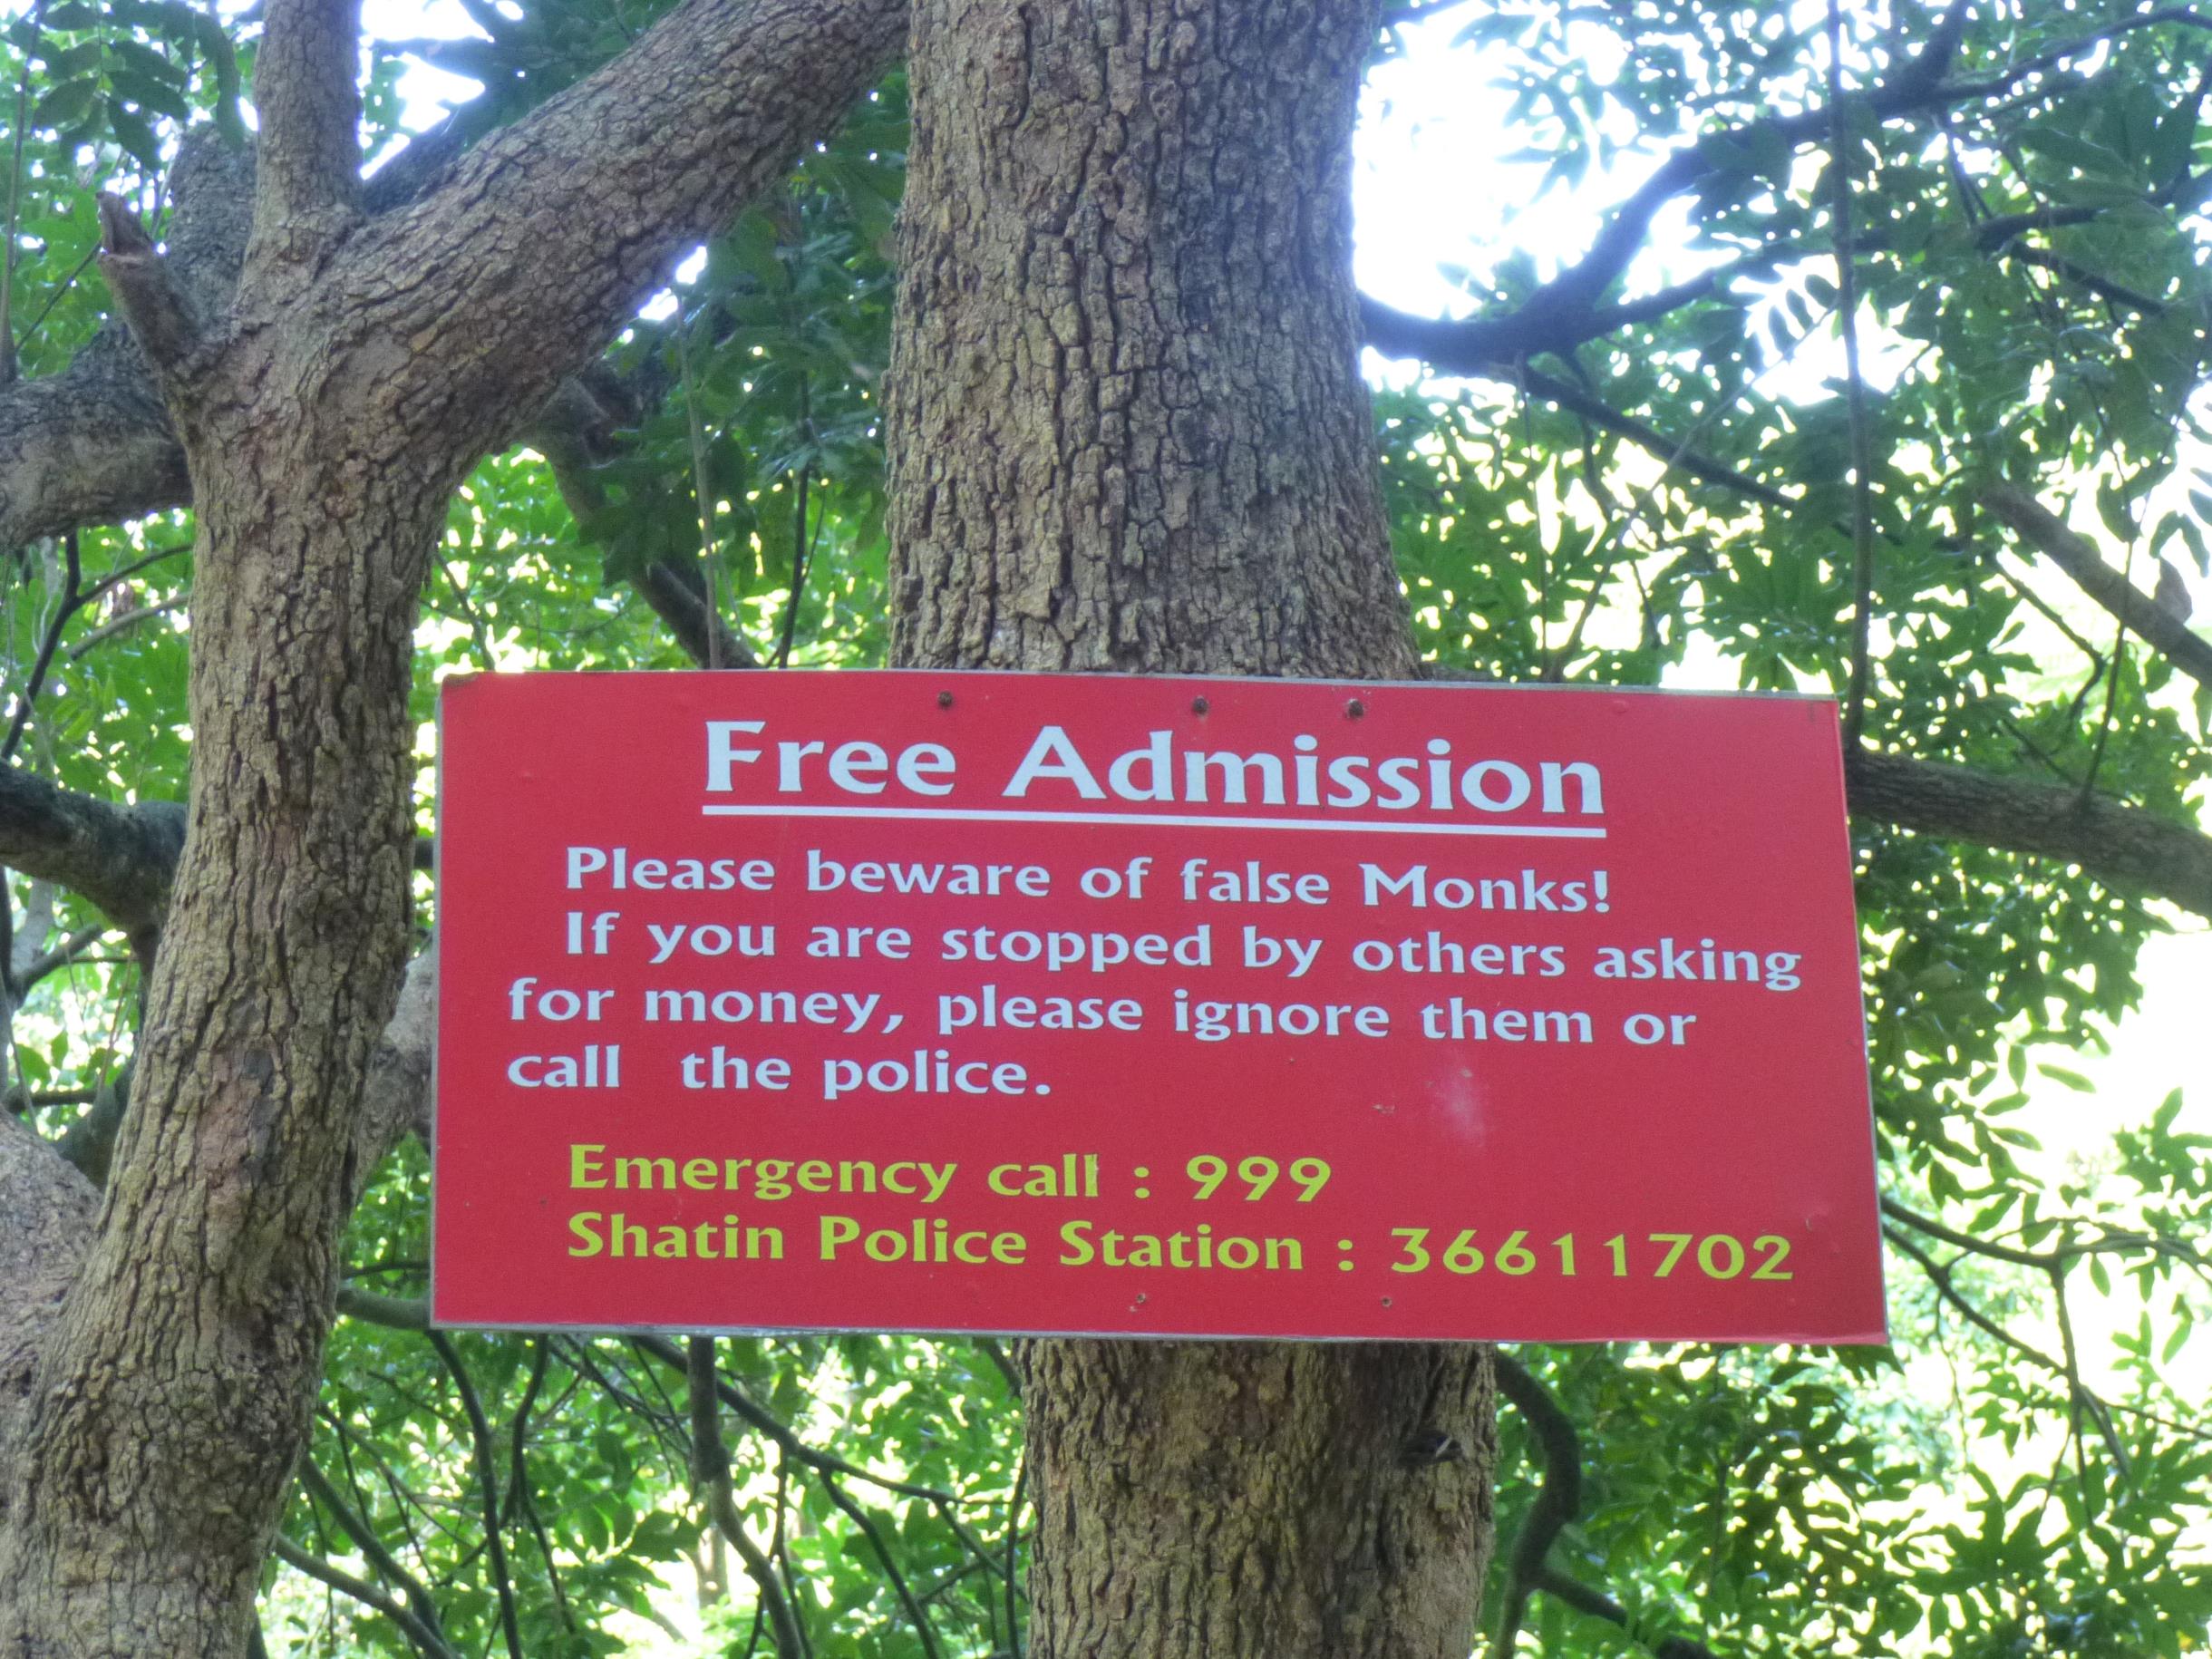 Free Admission
Please beware of false Monks!
If you are stopped by others asking
for money, please ignore them or
call the police.
Emergency call : 999
Shatin Police Station : 36611702